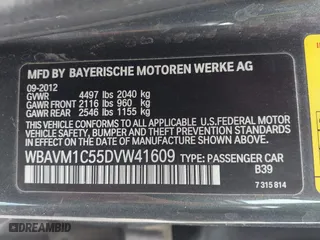 MFD BY BAYERISCHE MOTOREN WERKE AG
09-2012
GVWR 4497 lbs 2040 kg
GAWR FRONT 2116 lbs 960 kg
GAWR REAR 2546 lbs 1155 kg
THIS VEHICLE CONFORMS TO ALL APPLICABLE U.S. FEDERAL MOTOR
VEHICLE SAFETY, BUMPER, AND THEFT PREVENTION STANDARDS IN
EFFECT ON THE DATE OF MANUFACTURE SHOWN ABOVE.
WBAVM1C55DVW41609 TYPE: PASSENGER CAR
B39
7 315 814